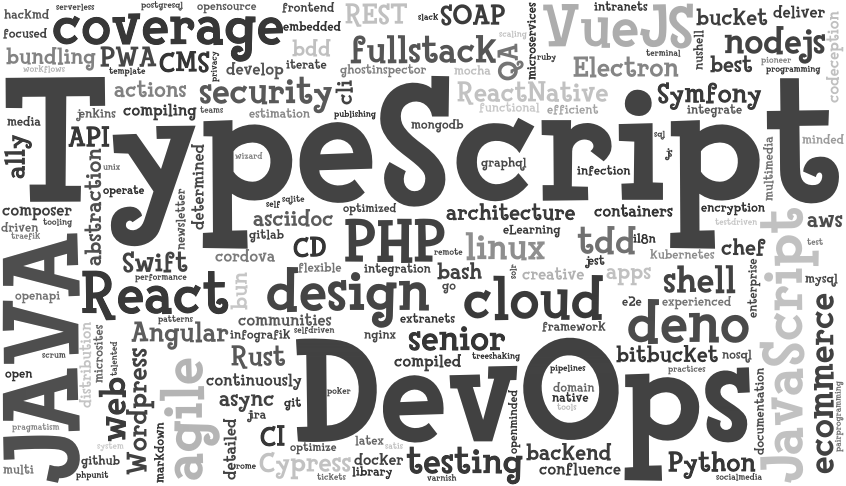 hackmd
serverless
postgresql
opensource
frontend
REST
slack
SOAP
microservices
intranets
VueJS
bucket
deliver
focused
coverage
embedded
scaling
ruby
terminal
nushell
nodejs
codeception
bundling
PWA
CMS
privacy
bdd
fullstack
QA
Electron
best
pioneer
programming
workflows
template
develop
iterate
ghostinspector
mocha
actions
security
cli
ReactNative
Symfony
media
jenkins
compiling
teams
estimation
publishing
functional
efficient
integrate
a11y
API
TypeScript
mongodb
sql
js
minded
unix
wizard
graphql
infection
multimedia
abstraction
operate
determined
self
sqlite
encryption
composer
tooling
newsletter
asciidoc
optimized
architecture
containers
testdriven
aws
driven
traefik
gitlab
CD
PHP
remote
linux
eLearning
tdd
i18n
chef
test
JAVA
Swift
cordova
flexible
integration
bash
solr
jest
kubernetes
performance
go
creative
apps
shell
enterprise
JavaScript
mysql
openapi
React
bun
design
cloud
e2e
experienced
patterns
communities
extranets
framework
deno
ecommerce
distribution
microsites
Angular
infografik
selfdriven
nginx
senior
scrum
talented
Rust
compiled
treeshaking
bitbucket
nosql
open
Wordpress
agile
continuously
DevOps
pipelines
practices
web
async
git
poker
domain
native
tools
documentation
pairprogramming
jra
openminded
pragmatism
markdown
detailed
CI
optimize
latex
satis
backend
system
multi
github
phpunit
rome
Cypress
tickets
docker
library
testing
varnish
confluence
Python
socialmedia